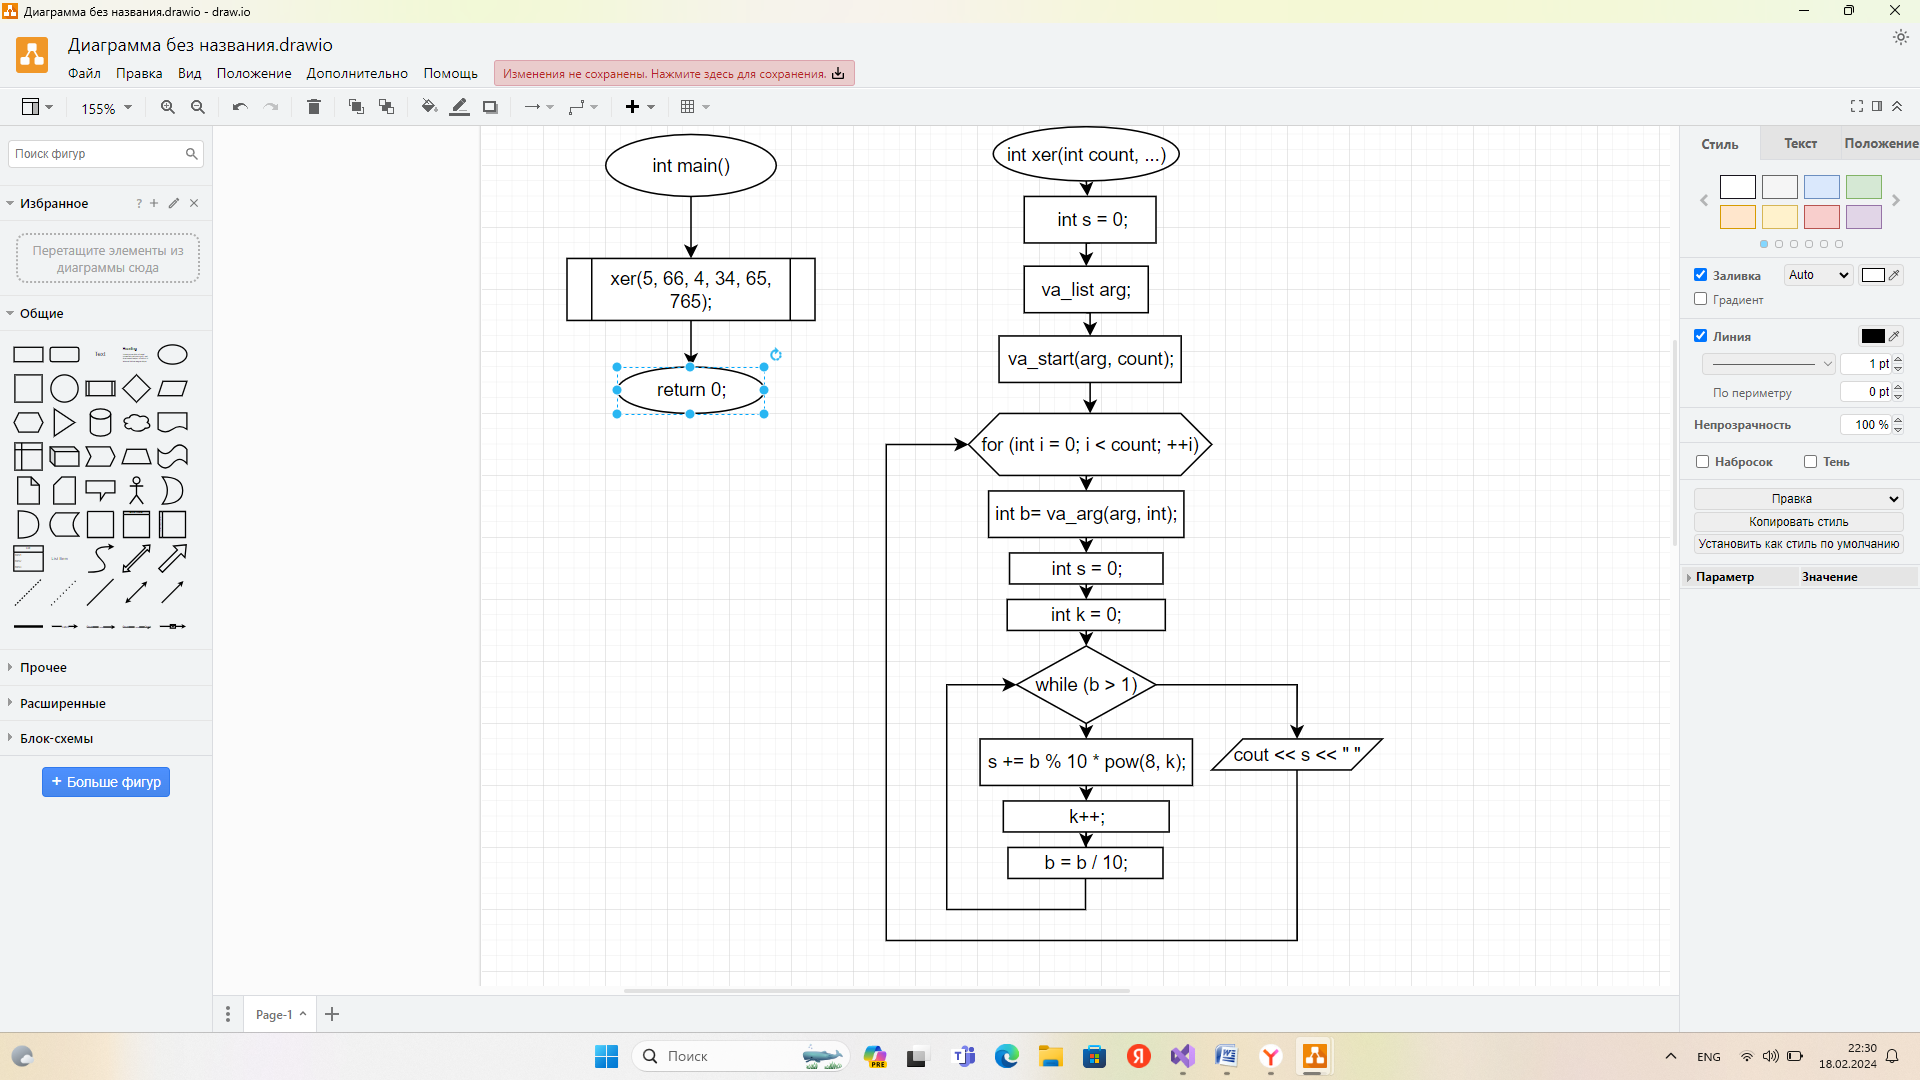 Диаграмма без названия.drawio - draw.io
Диаграмма без названия.drawio
Файл Правка Вид Положение Дополнительно Помощь
Изменения не сохранены. Нажмите здесь для сохранения.
155%
Поиск фигур
Избранное
?
Перетащите элементы из
диаграммы сюда
Общие
Text
Heading
List Item
Прочее
Расширенные
Блок-схемы
+ Больше фигур
int main()
xer(5, 66, 4, 34, 65,
765);
return 0;
int xer(int count, ...)
int s = 0;
va_list arg;
va_start(arg, count);
for (int i = 0; i < count; ++i)
int b= va_arg(arg, int);
int s = 0;
int k = 0;
while (b > 1)
s += b % 10 * pow(8, k);
cout << s << " "
k++;
b = b / 10;
Стиль Текст Положение
Заливка Auto
Градиент
Линия
1 pt
По периметру 0 pt
Непрозрачность 100 %
Набросок Тень
Правка
Копировать стиль
Установить как стиль по умолчанию
Параметр Значение
Page-1
Поиск
PRE
ENG
22:30
18.02.2024